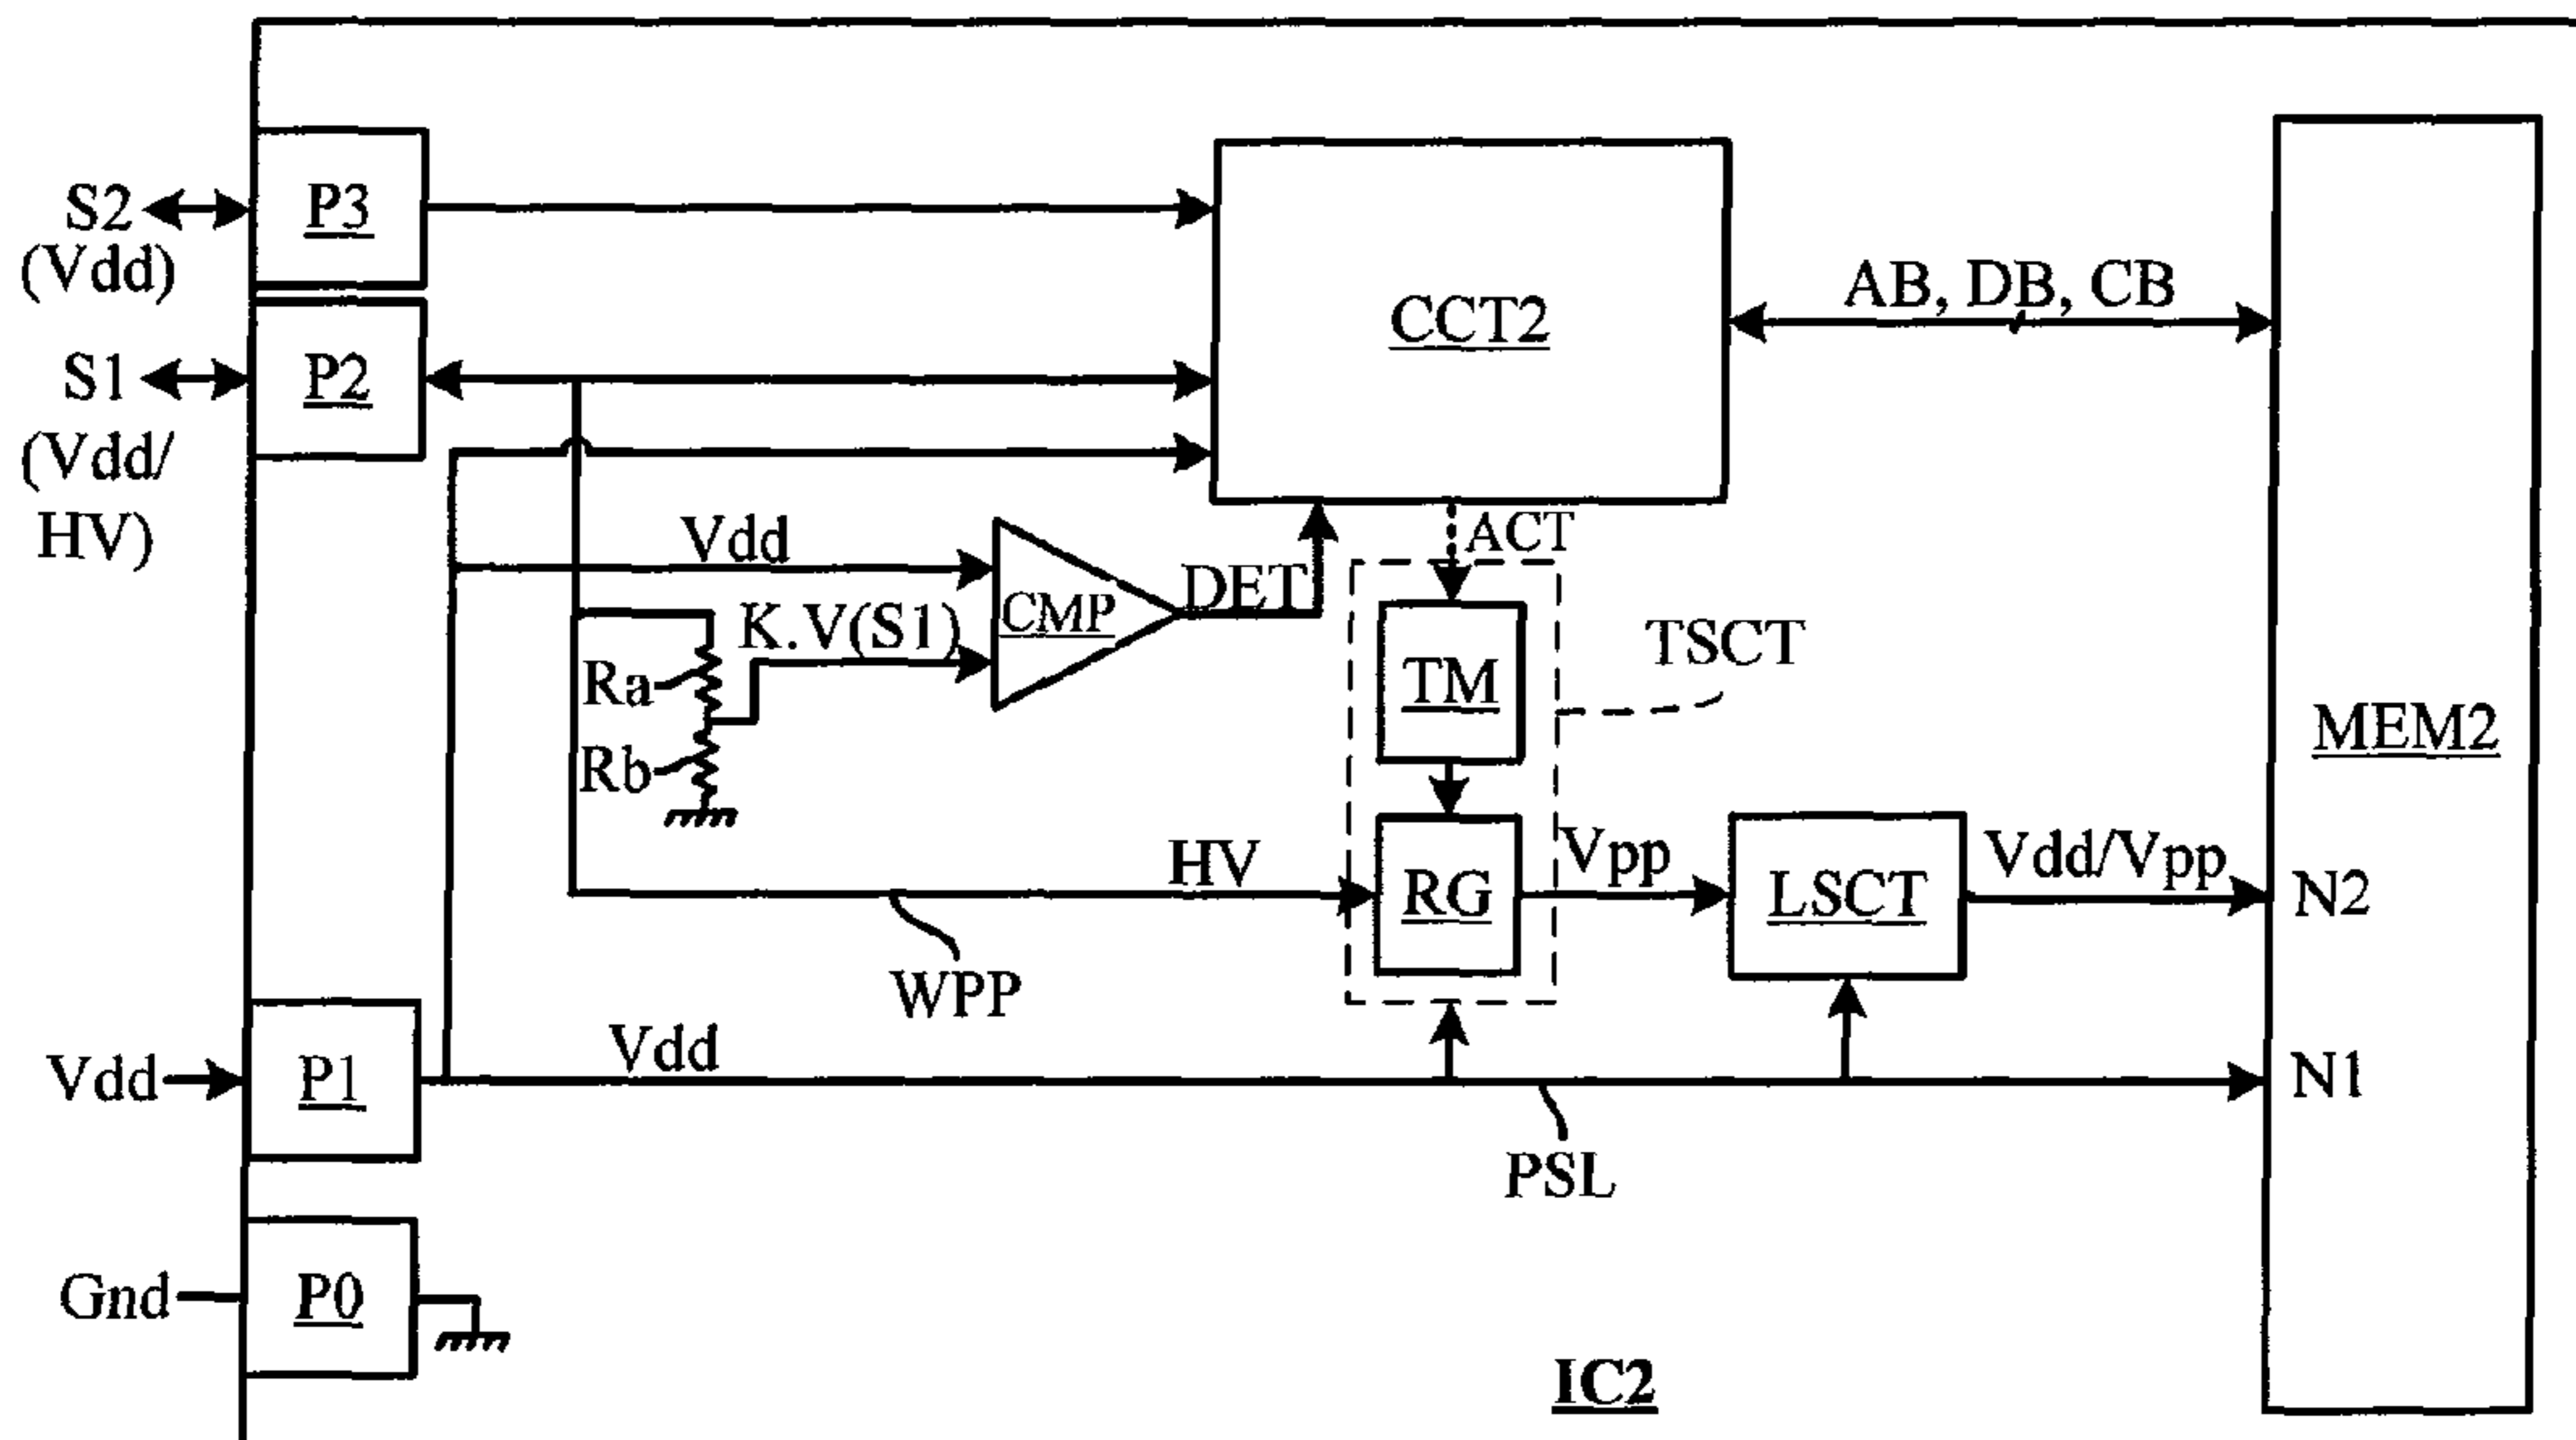 S2
(Vdd)
P3
S1
(Vdd/
HV)
P2
CCT2
AB, DB, CB
MEM2
Vdd
K.V(S1)
CMP
DET
ACT
Ra
Rb
TM
TSCT
HV
RG
Vpp
LSCT
Vdd/Vpp
N2
WPP
Vdd
P1
Vdd
N1
PSL
Gnd
P0
IC2